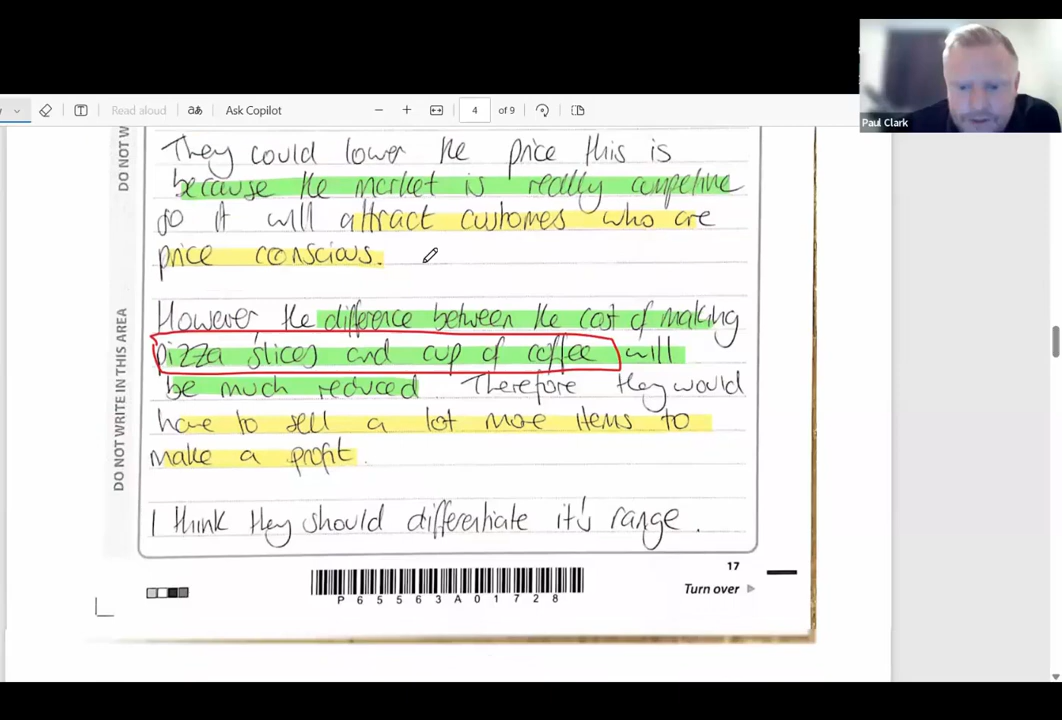 Paul Clark
Read aloud
aあ
Ask Copilot
4
of 9
DO NOT W
They could lower the price this is
because the market is really competitive
so it will attract customers who are
price conscious.
However, the difference between the cost of making
pizza slices and cup of coffee will
be much reduced. Therefore they would
have to sell a lot more items to
make a profit.
I think they should differentiate it's range.
DO NOT WRITE IN THIS AREA
17
Turn over
P 6 5 5 6 3 A 0 1 7 2 8